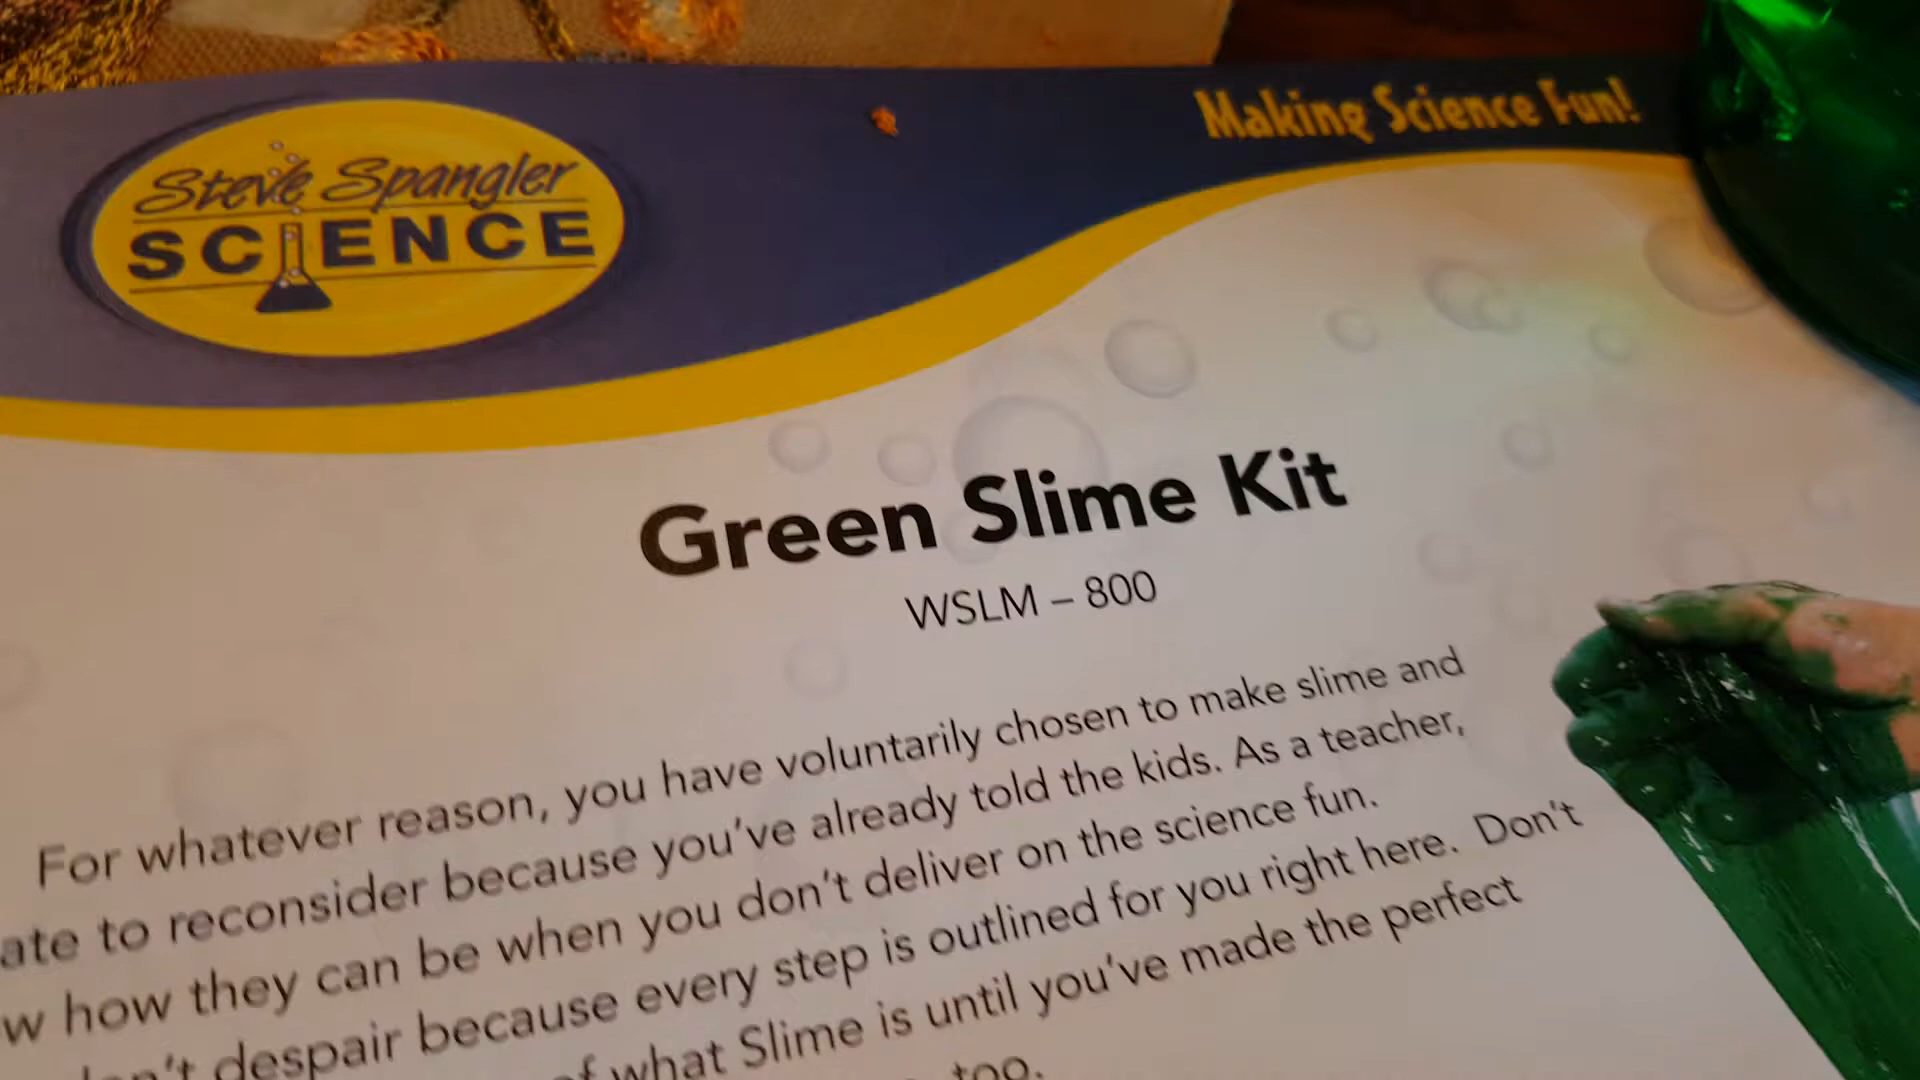 Steve Spangler
SCIENCE
Making Science Fun!
Green Slime Kit
WSLM – 800
For whatever reason, you have voluntarily chosen to make slime and
ate to reconsider because you've already told the kids. As a teacher,
w how they can be when you don't deliver on the science fun.
despair because every step is outlined for you right here. Don't
of what Slime is until you've made the perfect
too.